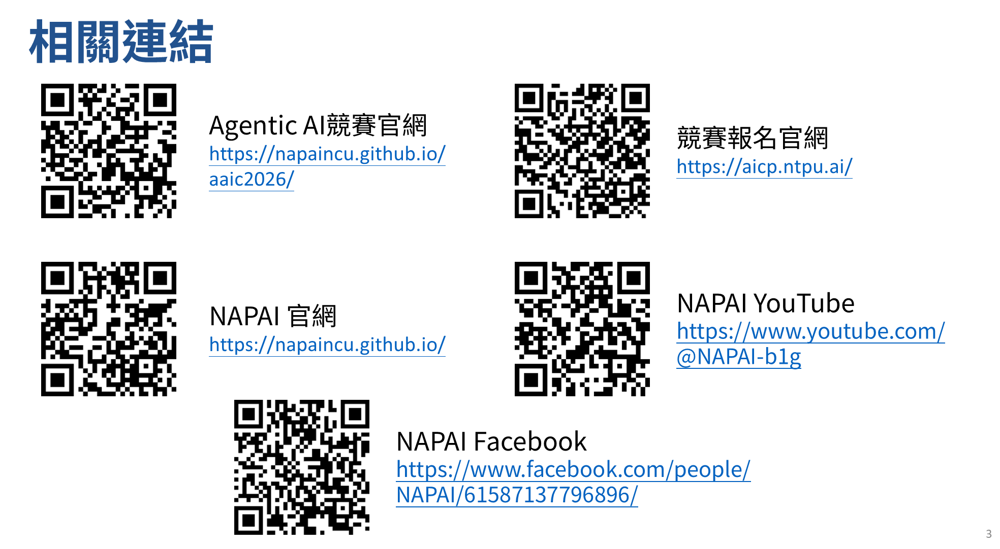 相關連結
Agentic AI競賽官網
https://napaincu.github.io/
aaic2026/
競賽報名官網
https://aicp.ntpu.ai/
NAPAI 官網
https://napaincu.github.io/
NAPAI YouTube
https://www.youtube.com/
@NAPAI-b1g
NAPAI Facebook
https://www.facebook.com/people/
NAPAI/61587137796896/
3